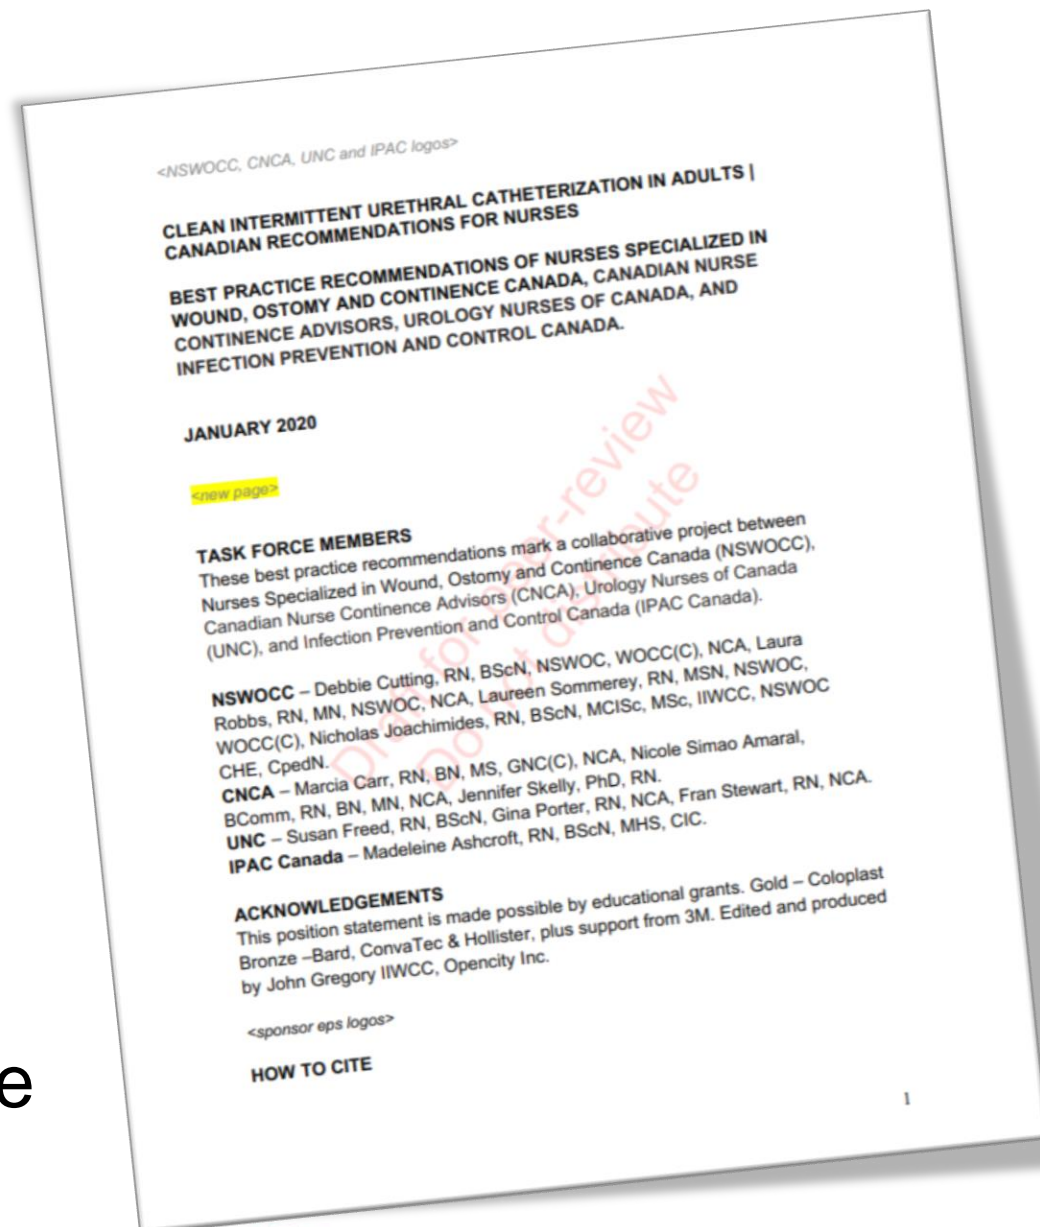 <NSWOCC, CNCA, UNC and IPAC logos>
CLEAN INTERMITTENT URETHRAL CATHETERIZATION IN ADULTS |
CANADIAN RECOMMENDATIONS FOR NURSES
BEST PRACTICE RECOMMENDATIONS OF NURSES SPECIALIZED IN
WOUND, OSTOMY AND CONTINENCE CANADA, CANADIAN NURSE
CONTINENCE ADVISORS, UROLOGY NURSES OF CANADA, AND
INFECTION PREVENTION AND CONTROL CANADA.
JANUARY 2020
<new page>
Draft for peer-review
Do not distribute
TASK FORCE MEMBERS
These best practice recommendations mark a collaborative project between
Nurses Specialized in Wound, Ostomy and Continence Canada (NSWOCC),
Canadian Nurse Continence Advisors (CNCA), Urology Nurses of Canada
(UNC), and Infection Prevention and Control Canada (IPAC Canada).
NSWOCC – Debbie Cutting, RN, BScN, NSWOC, WOCC(C), NCA, Laura
Robbs, RN, MN, NSWOC, NCA, Laureen Sommerey, RN, MSN, NSWOC,
WOCC(C), Nicholas Joachimides, RN, BScN, MCISc, MSc, IIWCC, NSWOC
CHE, CpedN.
CNCA – Marcia Carr, RN, BN, MS, GNC(C), NCA, Nicole Simao Amaral,
BComm, RN, BN, MN, NCA, Jennifer Skelly, PhD, RN.
UNC – Susan Freed, RN, BScN, Gina Porter, RN, NCA, Fran Stewart, RN, NCA.
IPAC Canada – Madeleine Ashcroft, RN, BScN, MHS, CIC.
ACKNOWLEDGEMENTS
This position statement is made possible by educational grants. Gold – Coloplast
Bronze –Bard, ConvaTec & Hollister, plus support from 3M. Edited and produced
by John Gregory IIWCC, Opencity Inc.
<sponsor eps logos>
HOW TO CITE
e
1